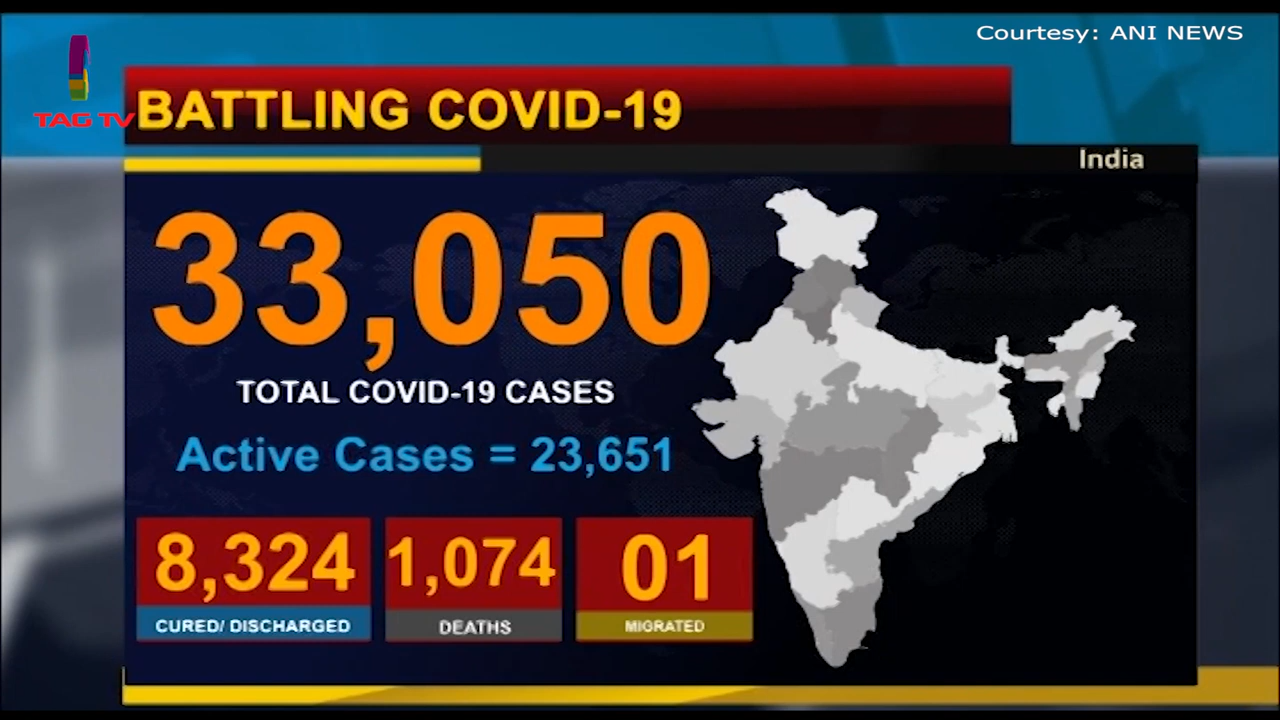 Courtesy: ANI NEWS
TAG TV
BATTLING COVID-19
India
33,050
TOTAL COVID-19 CASES
Active Cases = 23,651
8,324
CURED/ DISCHARGED
1,074
DEATHS
01
MIGRATED